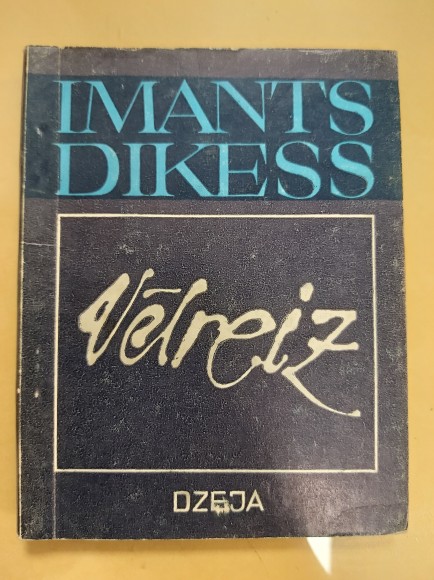 IMANTS
DIKESS
Vēlreiz
DZEJA